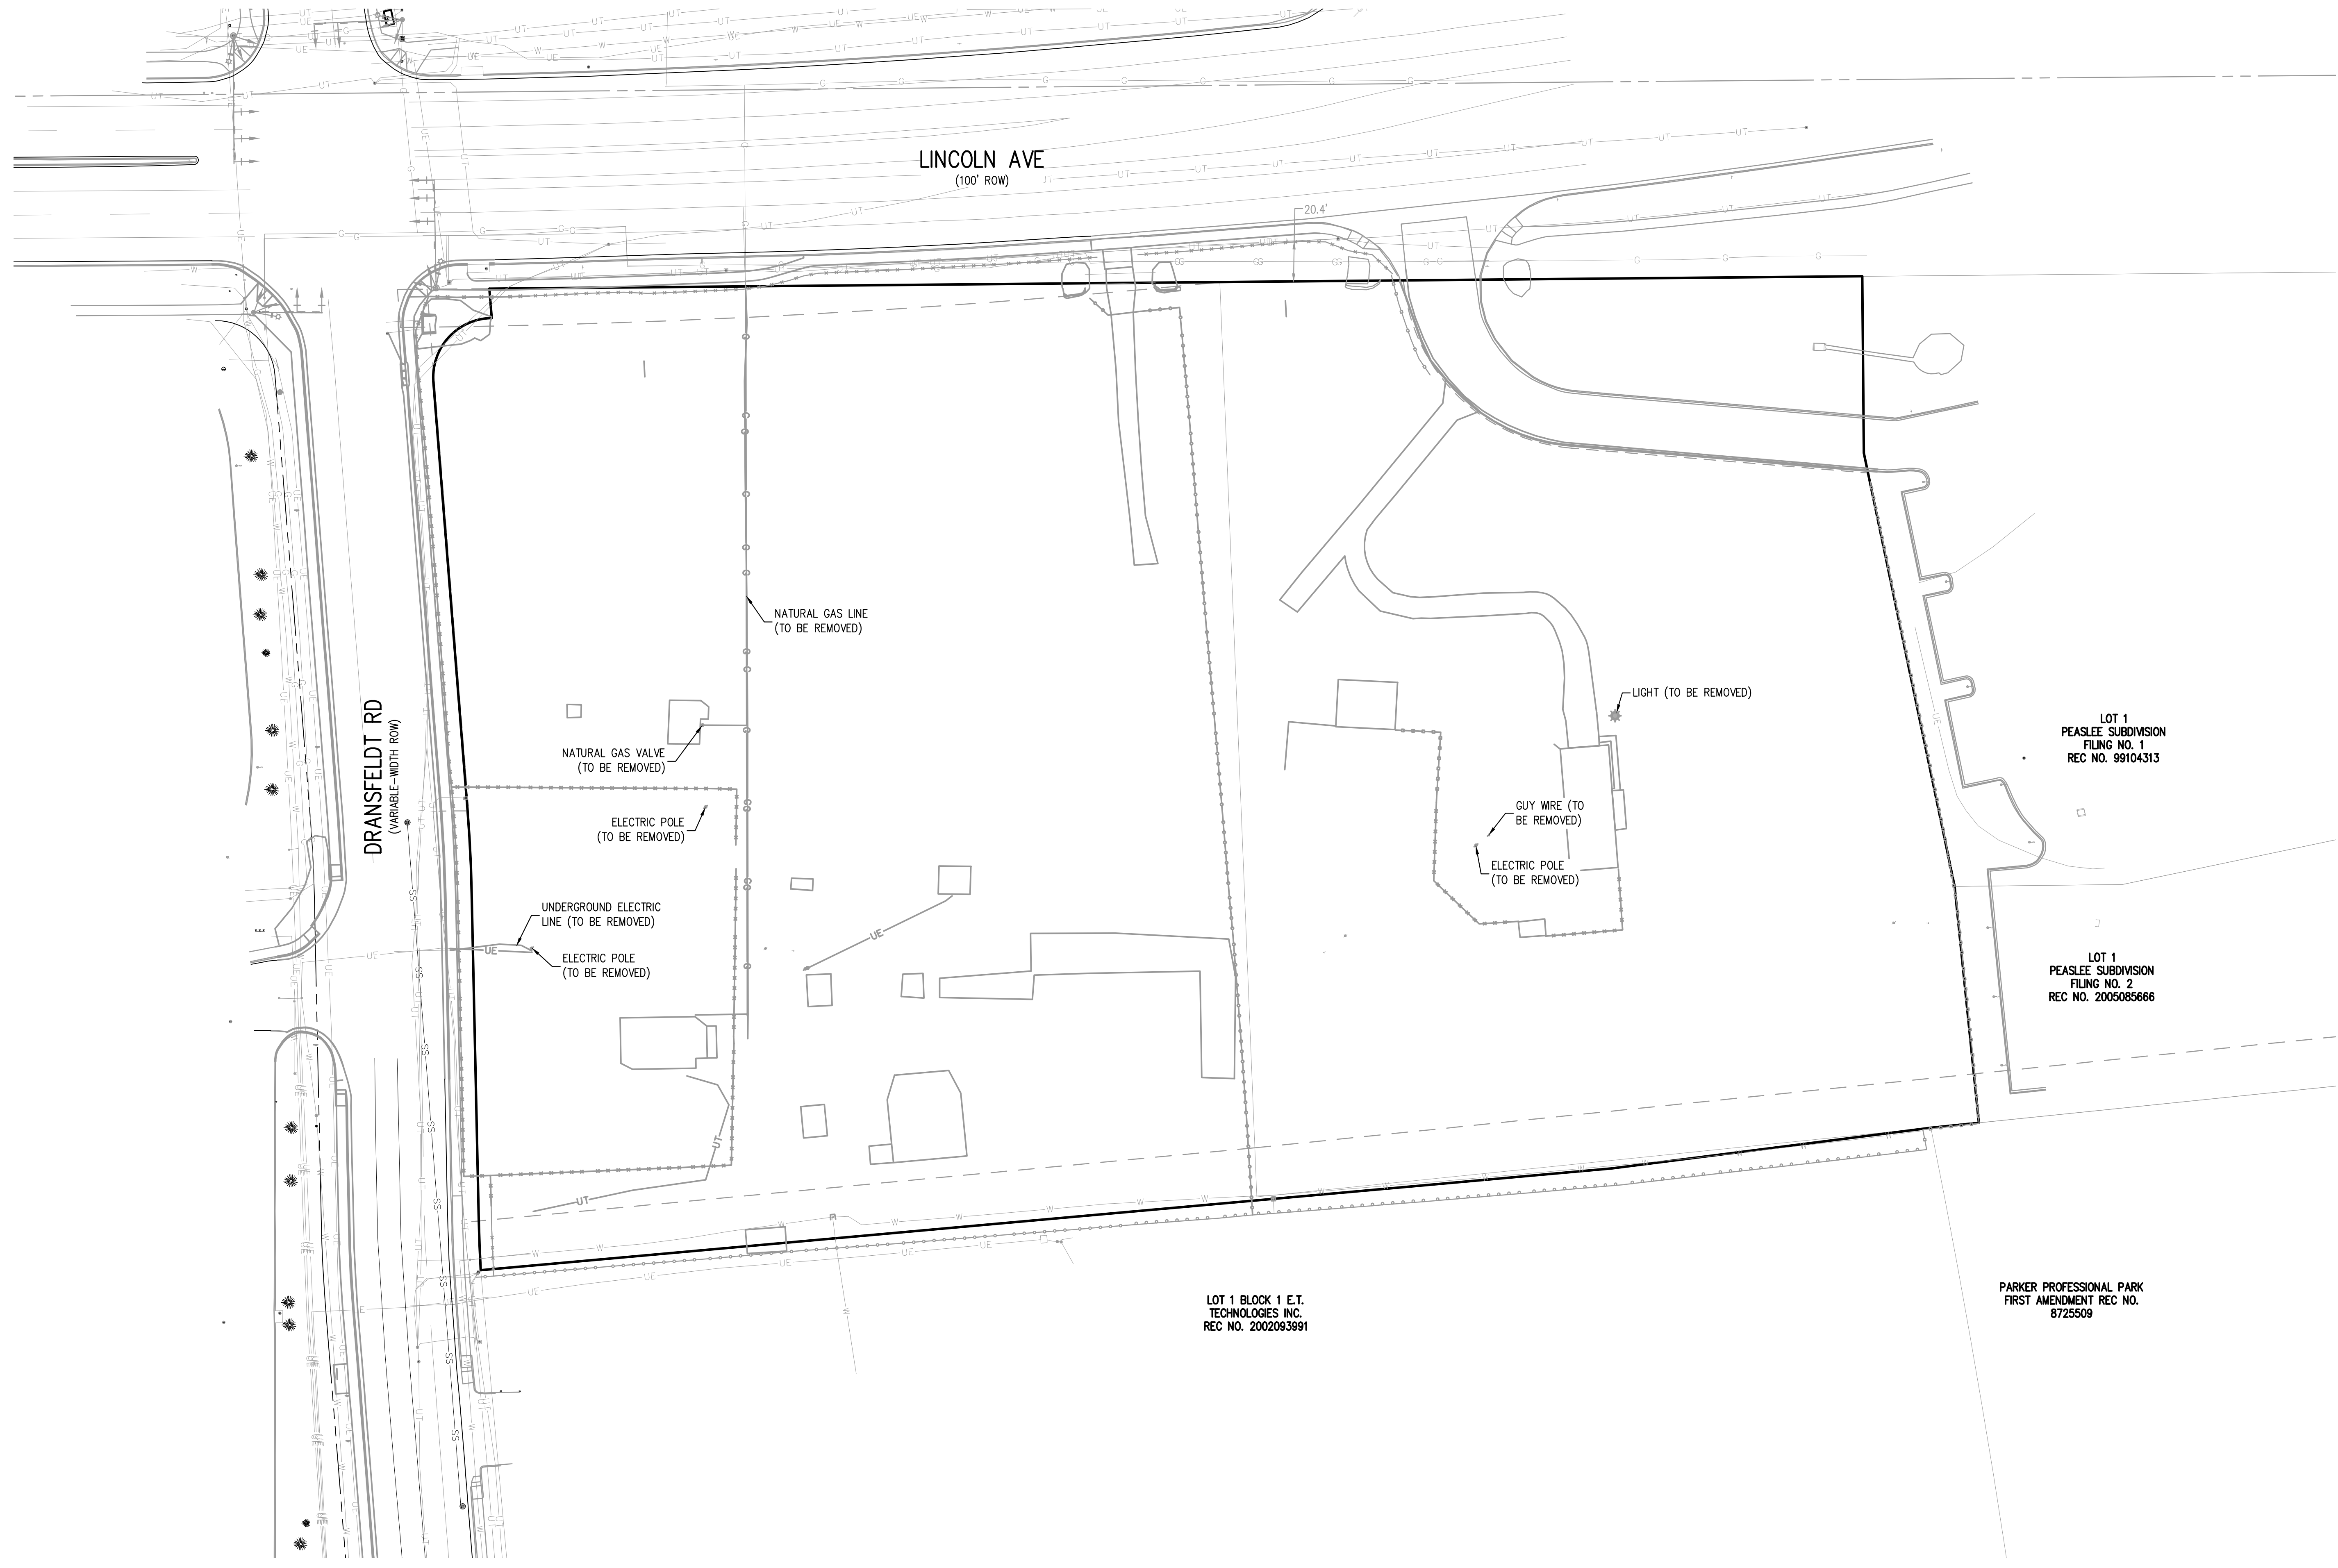 LINCOLN AVE
(100' ROW)
20.4'
NATURAL GAS LINE
(TO BE REMOVED)
LIGHT (TO BE REMOVED)
DRANSFELDT RD
(VARIABLE-WIDTH ROW)
NATURAL GAS VALVE
(TO BE REMOVED)
ELECTRIC POLE
(TO BE REMOVED)
GUY WIRE (TO
BE REMOVED)
ELECTRIC POLE
(TO BE REMOVED)
UNDERGROUND ELECTRIC
LINE (TO BE REMOVED)
ELECTRIC POLE
(TO BE REMOVED)
UE
UE
UT
UT
LOT 1
PEASLEE SUBDIVISION
FILING NO. 1
REC NO. 99104313
LOT 1
PEASLEE SUBDIVISION
FILING NO. 2
REC NO. 2005085666
LOT 1 BLOCK 1 E.T.
TECHNOLOGIES INC.
REC NO. 2002093991
PARKER PROFESSIONAL PARK
FIRST AMENDMENT REC NO.
8725509